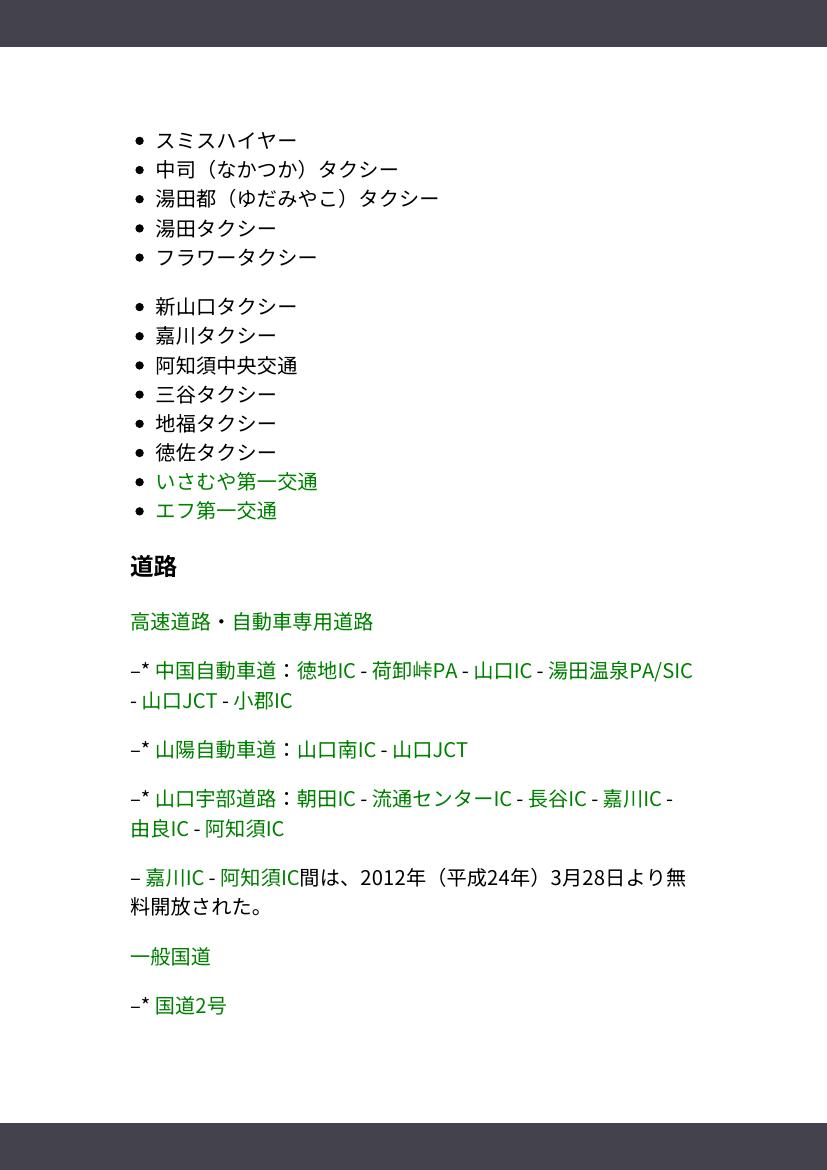 • スミスハイヤー
• 中司（なかつか）タクシー
• 湯田都（ゆだみやこ）タクシー
• 湯田タクシー
• フラワータクシー
• 新山口タクシー
• 嘉川タクシー
• 阿知須中央交通
• 三谷タクシー
• 地福タクシー
• 徳佐タクシー
• いさむや第一交通
• エフ第一交通
道路
高速道路・自動車専用道路
–* 中国自動車道：徳地IC - 荷卸峠PA - 山口IC - 湯田温泉PA/SIC
- 山口JCT - 小郡IC
–* 山陽自動車道：山口南IC - 山口JCT
–* 山口宇部道路：朝田IC - 流通センターIC - 長谷IC - 嘉川IC -
由良IC - 阿知須IC
– 嘉川IC - 阿知須IC間は、2012年（平成24年）3月28日より無
料開放された。
一般国道
–* 国道2号